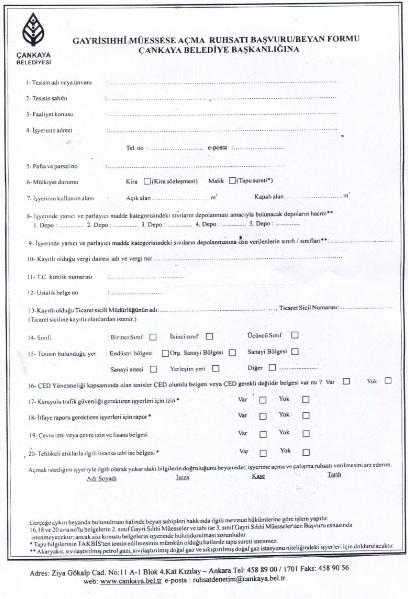 ÇANKAYA
BELEDİYESİ
GAYRİSIHHÎ MÜESSESE AÇMA RUHSATI BAŞVURU/BEYAN FORMU
ÇANKAYA BELEDİYE BAŞKANLIĞINA
1- Tesisin adı veya ünvanı :
2- Tesisin sahibi :
3- Faaliyet konusu :
4- İşyerinin adresi :
Tel. no : e-posta :
5- Pafta ve parsel no :
6- Mülkiyet durumu Kira (Kira sözleşmesi) Malik (Tapu sureti*)
7- İşyerinin kullanım alanı Açık alan m² Kapalı alan m²
8- İşyerinde yanıcı ve parlayıcı madde kategorisindeki sıvıların depolanması amacıyla bulunacak depoların hacmi**
1. Depo : 2. Depo : 3. Depo : 4. Depo : 5. Depo :
9- İşyerinde yanıcı ve parlayıcı madde kategorisindeki sıvıların depolanmasına izin verilenlerin sınıfı / sınıfları**:
10- Kayıtlı olduğu vergi dairesi adı ve vergi no:
11- T.C. kimlik numarası :
12- Ustalık belge no :
13-Kayıtlı olduğu Ticaret sicili Müdürlüğünün adı: Ticaret Sicil Numarası:
(Ticaret siciline kayıtlı olanlardan istenir.)
14- Sınıfı Birinci Sınıf İkinci sınıf Üçüncü Sınıf
15- Tesisin bulunduğu yer Endüstri bölgesi Org. Sanayi Bölgesi Sanayi Bölgesi
Sanayi sitesi Yerleşim yeri Diğer
16- ÇED Yönetmeliği kapsamında olan tesisler ÇED olumlu belgesi veya ÇED gerekli değildir belgesi var mı ? Var Yok
17- Karayolu trafik güvenliği gerektiren işyerleri için izin * Var Yok
18- İtfaiye raporu gerektiren işyerleri için rapor * Var Yok
19- Çevre izni veya çevre izin ve lisansı belgesi Var Yok
20- Tehlikeli atıklarla ilgili lisansa tabi ise belgesi : Var Yok
Açmak istediğim işyeriyle ilgili olarak yukarıdaki bilgilerin doğruluğunu beyan eder, işyerime açma ve çalışma ruhsatı verilmesini arz ederim.
Adı Soyadı İmza Kaşe Tarih
Gerçeğe aykırı beyanda bulunulması halinde beyan sahipleri hakkında ilgili mevzuat hükümlerine göre işlem yapılır.
16,18 ve 20 sıra no'lu belgelerin 2. sınıf Gayri Sıhhi Müesseseler ve tabi ise 3. sınıf Gayri Sıhhi Müesseseler'den Başvuru esnasında
istenmeyecektir; ancak söz konusu belgelerin işyerinde bulundurulması zorunludur.
* Tapu bilgilerinin TAKBİS'ten temin edilmesinin mümkün olduğu hallerde tapu sureti istenmez.
** Akaryakıt, sıvılaştırılmış petrol gazı, sıvılaştırılmış doğal gaz ve sıkıştırılmış doğal gaz istasyonu niteliğindeki işyerleri için doldurulacaktır.
Adres: Ziya Gökalp Cad. No:11 A-1 Blok 4.Kat Kızılay - Ankara Tel: 458 89 00 / 1701 Faks: 458 90 56
web: www.cankaya.bel.tr e-posta : ruhsatdenetim@cankaya.bel.tr